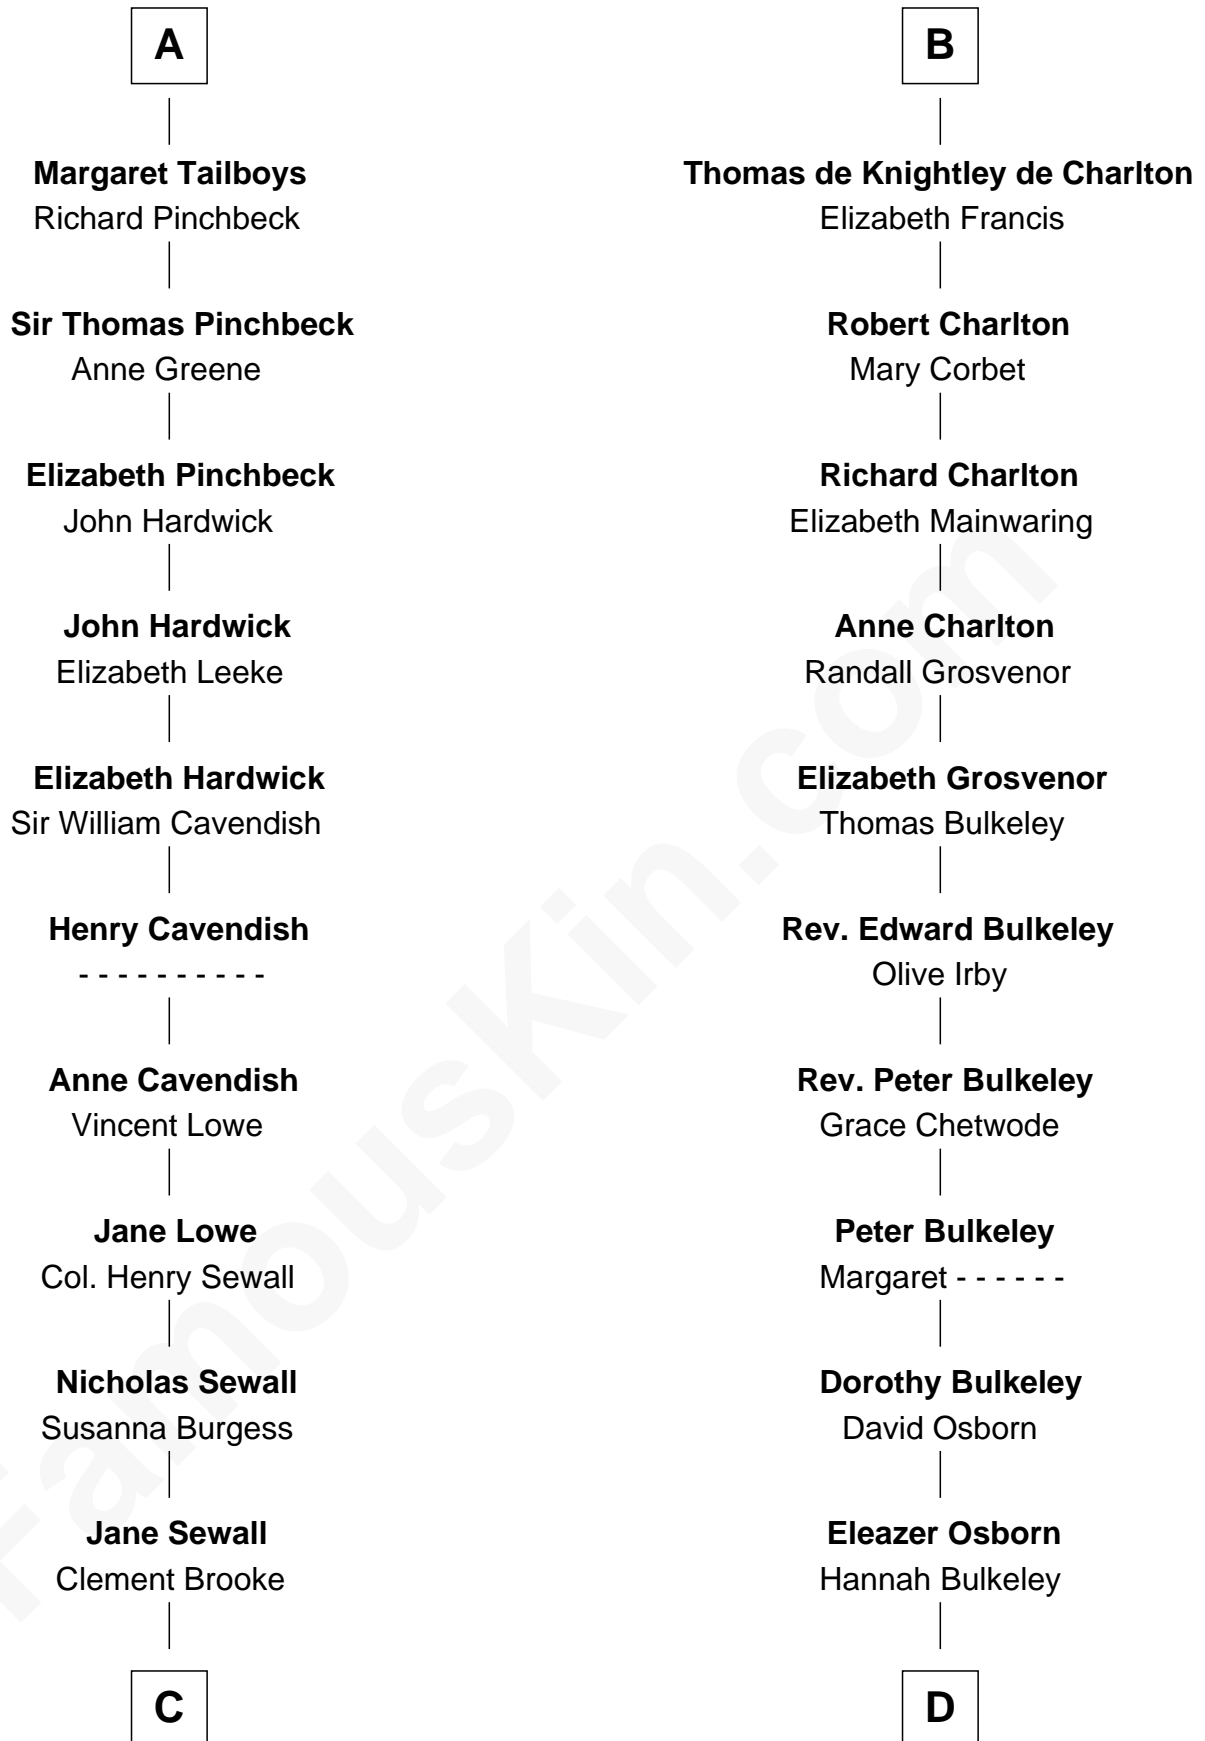 A
Margaret Tailboys
Richard Pinchbeck
Sir Thomas Pinchbeck
Anne Greene
Elizabeth Pinchbeck
John Hardwick
John Hardwick
Elizabeth Leeke
Elizabeth Hardwick
Sir William Cavendish
Henry Cavendish
- - - - - - - - - -
Anne Cavendish
Vincent Lowe
Jane Lowe
Col. Henry Sewall
Nicholas Sewall
Susanna Burgess
Jane Sewall
Clement Brooke
C
B
Thomas de Knightley de Charlton
Elizabeth Francis
Robert Charlton
Mary Corbet
Richard Charlton
Elizabeth Mainwaring
Anne Charlton
Randall Grosvenor
Elizabeth Grosvenor
Thomas Bulkeley
Rev. Edward Bulkeley
Olive Irby
Rev. Peter Bulkeley
Grace Chetwode
Peter Bulkeley
Margaret - - - - - -
Dorothy Bulkeley
David Osborn
Eleazer Osborn
Hannah Bulkeley
D
FamousKin.com